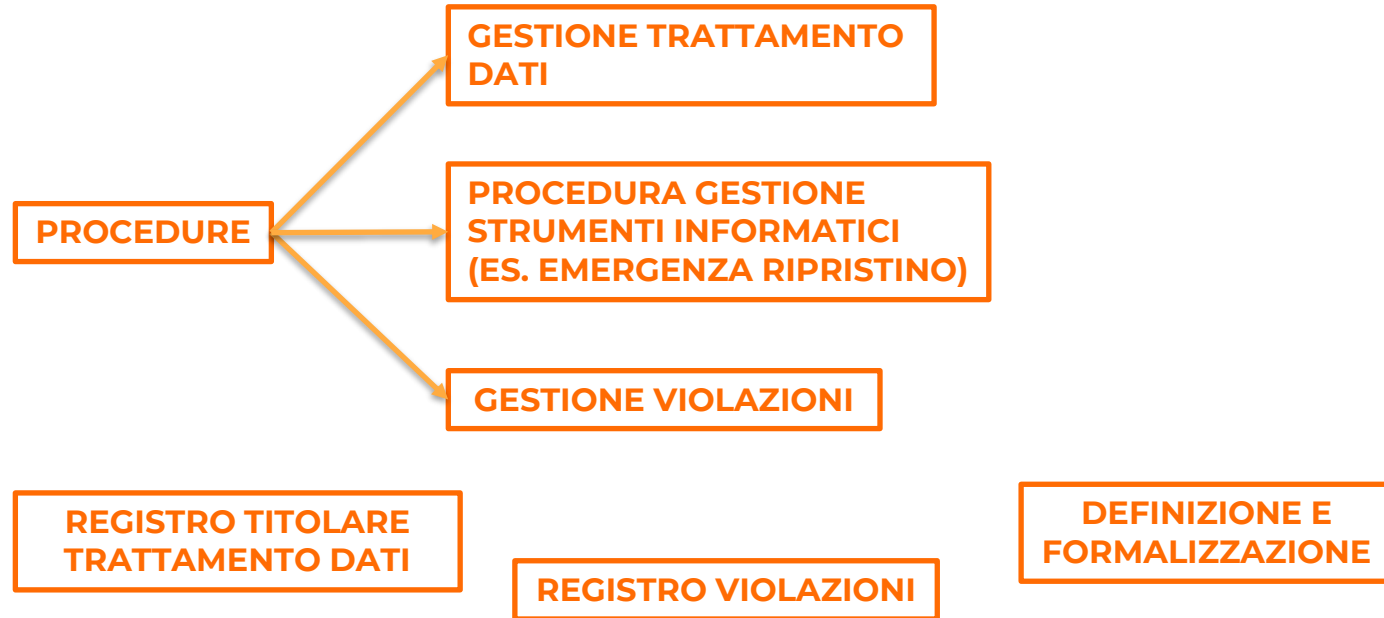 GESTIONE TRATTAMENTO
DATI
PROCEDURE
PROCEDURA GESTIONE
STRUMENTI INFORMATICI
(ES. EMERGENZA RIPRISTINO)
GESTIONE VIOLAZIONI
REGISTRO TITOLARE
TRATTAMENTO DATI
REGISTRO VIOLAZIONI
DEFINIZIONE E
FORMALIZZAZIONE